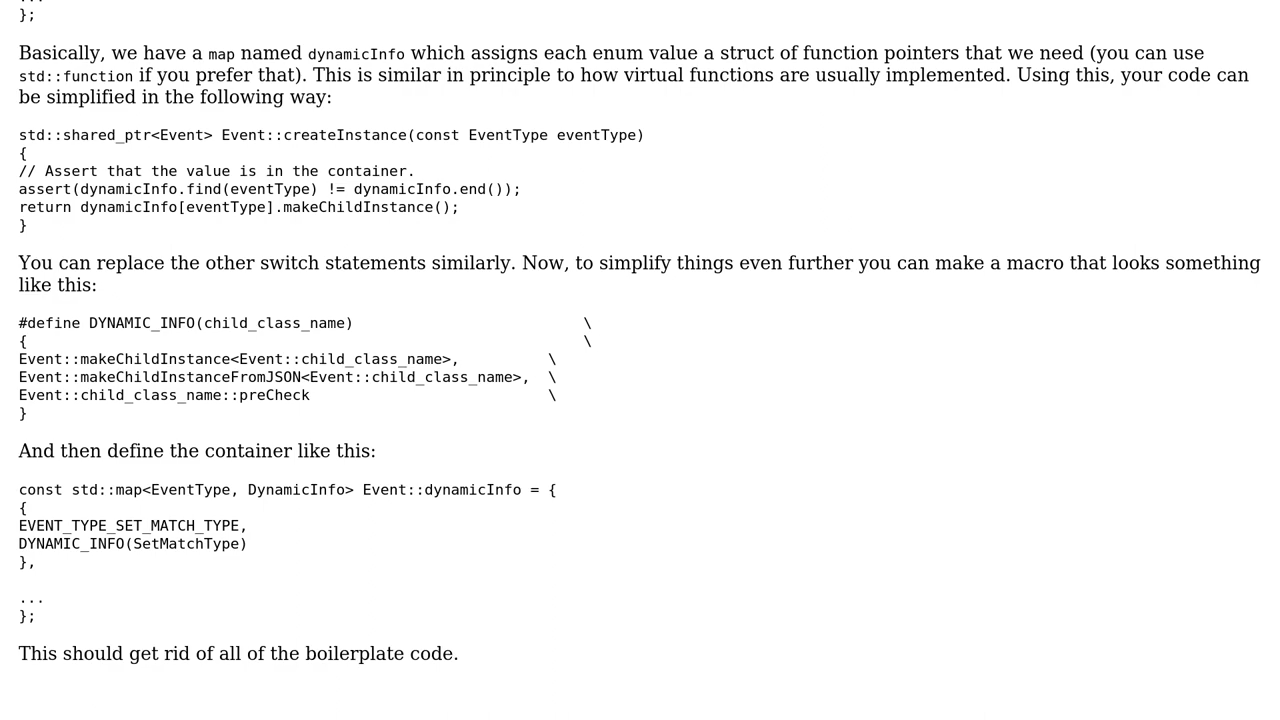 ...
};
Basically, we have a map named dynamicInfo which assigns each enum value a struct of function pointers that we need (you can use
std::function if you prefer that). This is similar in principle to how virtual functions are usually implemented. Using this, your code can
be simplified in the following way:
std::shared_ptr<Event> Event::createInstance(const EventType eventType)
{
// Assert that the value is in the container.
assert(dynamicInfo.find(eventType) != dynamicInfo.end());
return dynamicInfo[eventType].makeChildInstance();
}
You can replace the other switch statements similarly. Now, to simplify things even further you can make a macro that looks something
like this:
#define DYNAMIC_INFO(child_class_name) \
{ \
Event::makeChildInstance<Event::child_class_name>, \
Event::makeChildInstanceFromJSON<Event::child_class_name>, \
Event::child_class_name::preCheck \
}
And then define the container like this:
const std::map<EventType, DynamicInfo> Event::dynamicInfo = {
{
EVENT_TYPE_SET_MATCH_TYPE,
DYNAMIC_INFO(SetMatchType)
},
...
};
This should get rid of all of the boilerplate code.